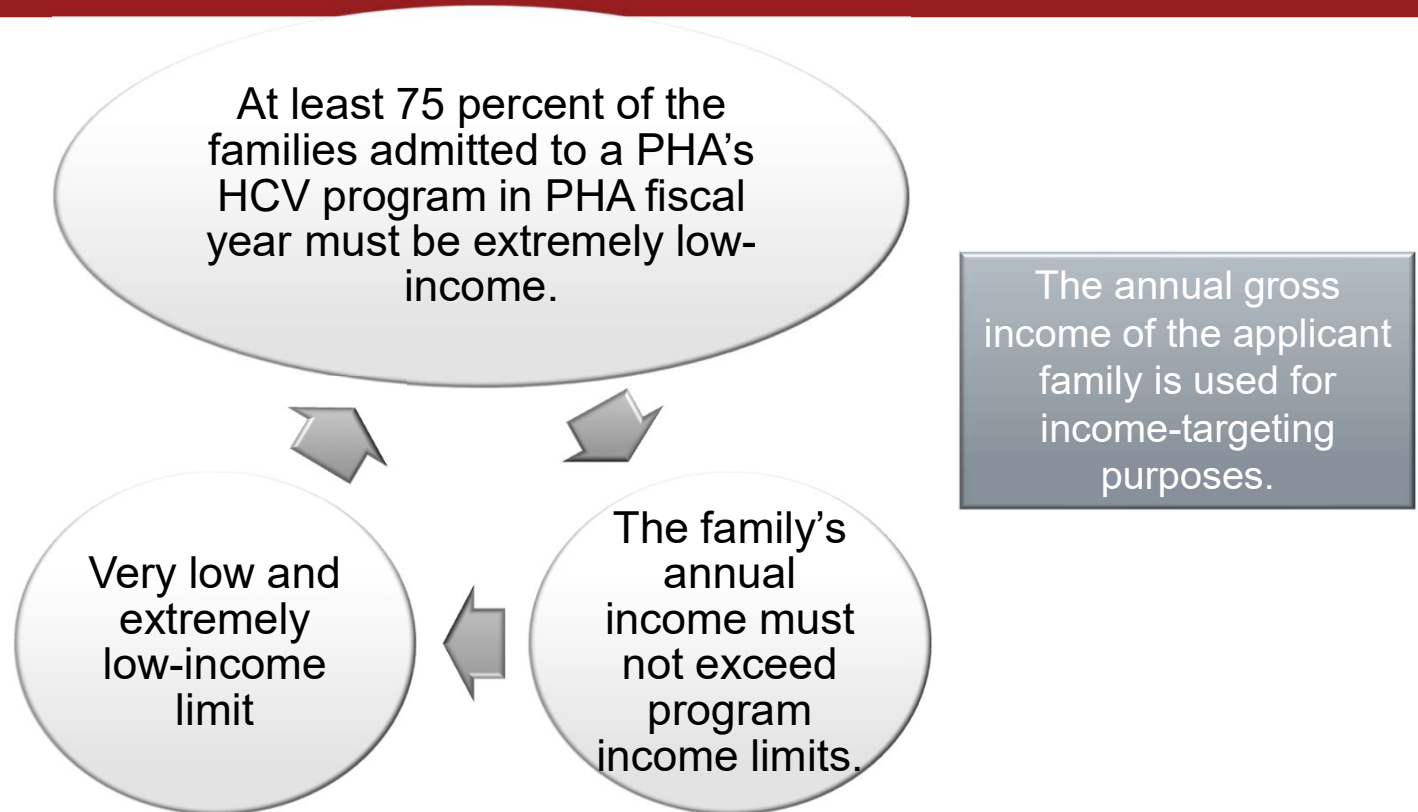 At least 75 percent of the
families admitted to a PHA’s
HCV program in PHA fiscal
year must be extremely low-
income.
The annual gross
income of the applicant
family is used for
income-targeting
purposes.
The family’s
annual
income must
not exceed
program
income limits.
Very low and
extremely
low-income
limit